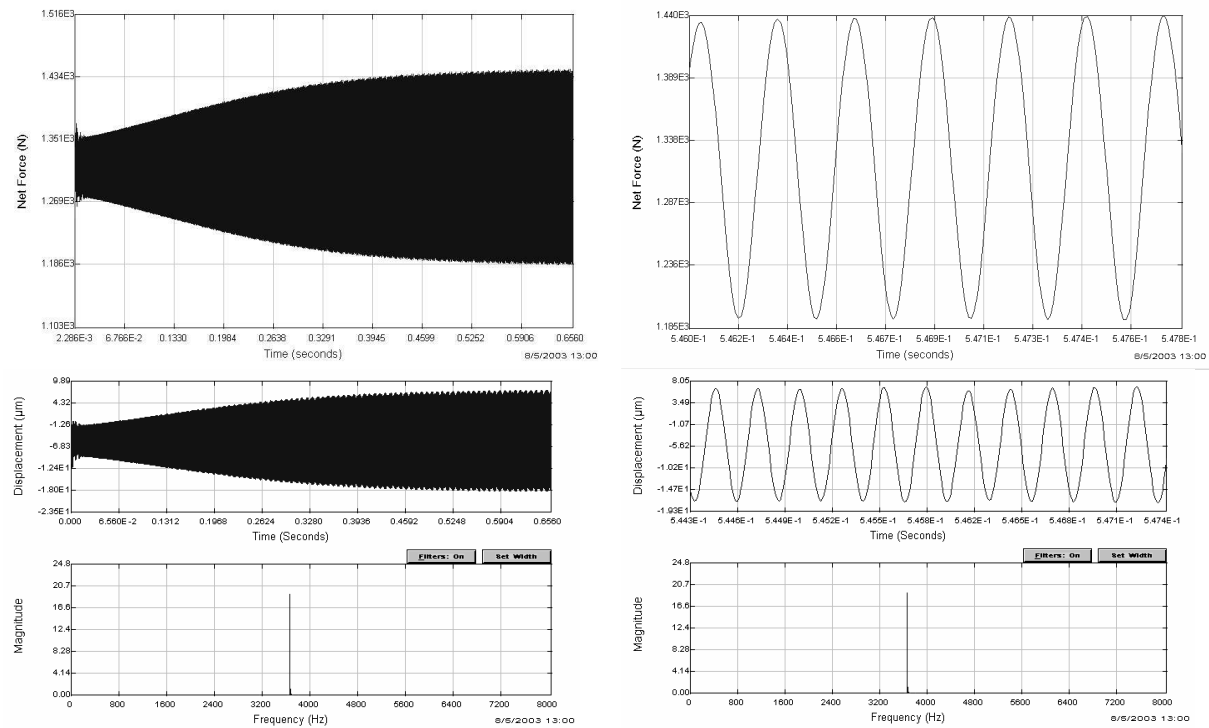 1.516E3
1.434E3
1.351E3
1.269E3
1.186E3
1.103E3
Net Force (N)
2.286E-3 6.766E-2 0.1330 0.1984 0.2638 0.3291 0.3945 0.4599 0.5252 0.5906 0.6560
Time (seconds)
8/5/2003 13:00
1.440E3
1.389E3
1.338E3
1.287E3
1.236E3
1.185E3
Net Force (N)
5.460E-1 5.462E-1 5.464E-1 5.466E-1 5.467E-1 5.469E-1 5.471E-1 5.473E-1 5.474E-1 5.476E-1 5.478E-1
Time (seconds)
8/5/2003 13:00
9.89
4.32
-1.26
-6.83
-1.24E1
-1.80E1
-2.36E1
Displacement (µm)
0.000 6.560E-2 0.1312 0.1968 0.2624 0.3280 0.3936 0.4592 0.5248 0.5904 0.6560
Time (Seconds)
8.05
3.49
-1.07
-5.62
-1.02E1
-1.47E1
-1.93E1
Displacement (µm)
5.443E-1 5.446E-1 5.449E-1 5.452E-1 5.455E-1 5.458E-1 5.462E-1 5.465E-1 5.468E-1 5.471E-1 5.474E-1
Time (Seconds)
Filters: On Set Width
24.8
20.7
16.6
12.4
8.28
4.14
0.00
Magnitude
0 800 1600 2400 3200 4000 4800 5600 6400 7200 8000
Frequency (Hz)
8/5/2003 13:00
Filters: On Set Width
24.8
20.7
16.6
12.4
8.28
4.14
0.00
Magnitude
0 800 1600 2400 3200 4000 4800 5600 6400 7200 8000
Frequency (Hz)
8/5/2003 13:00